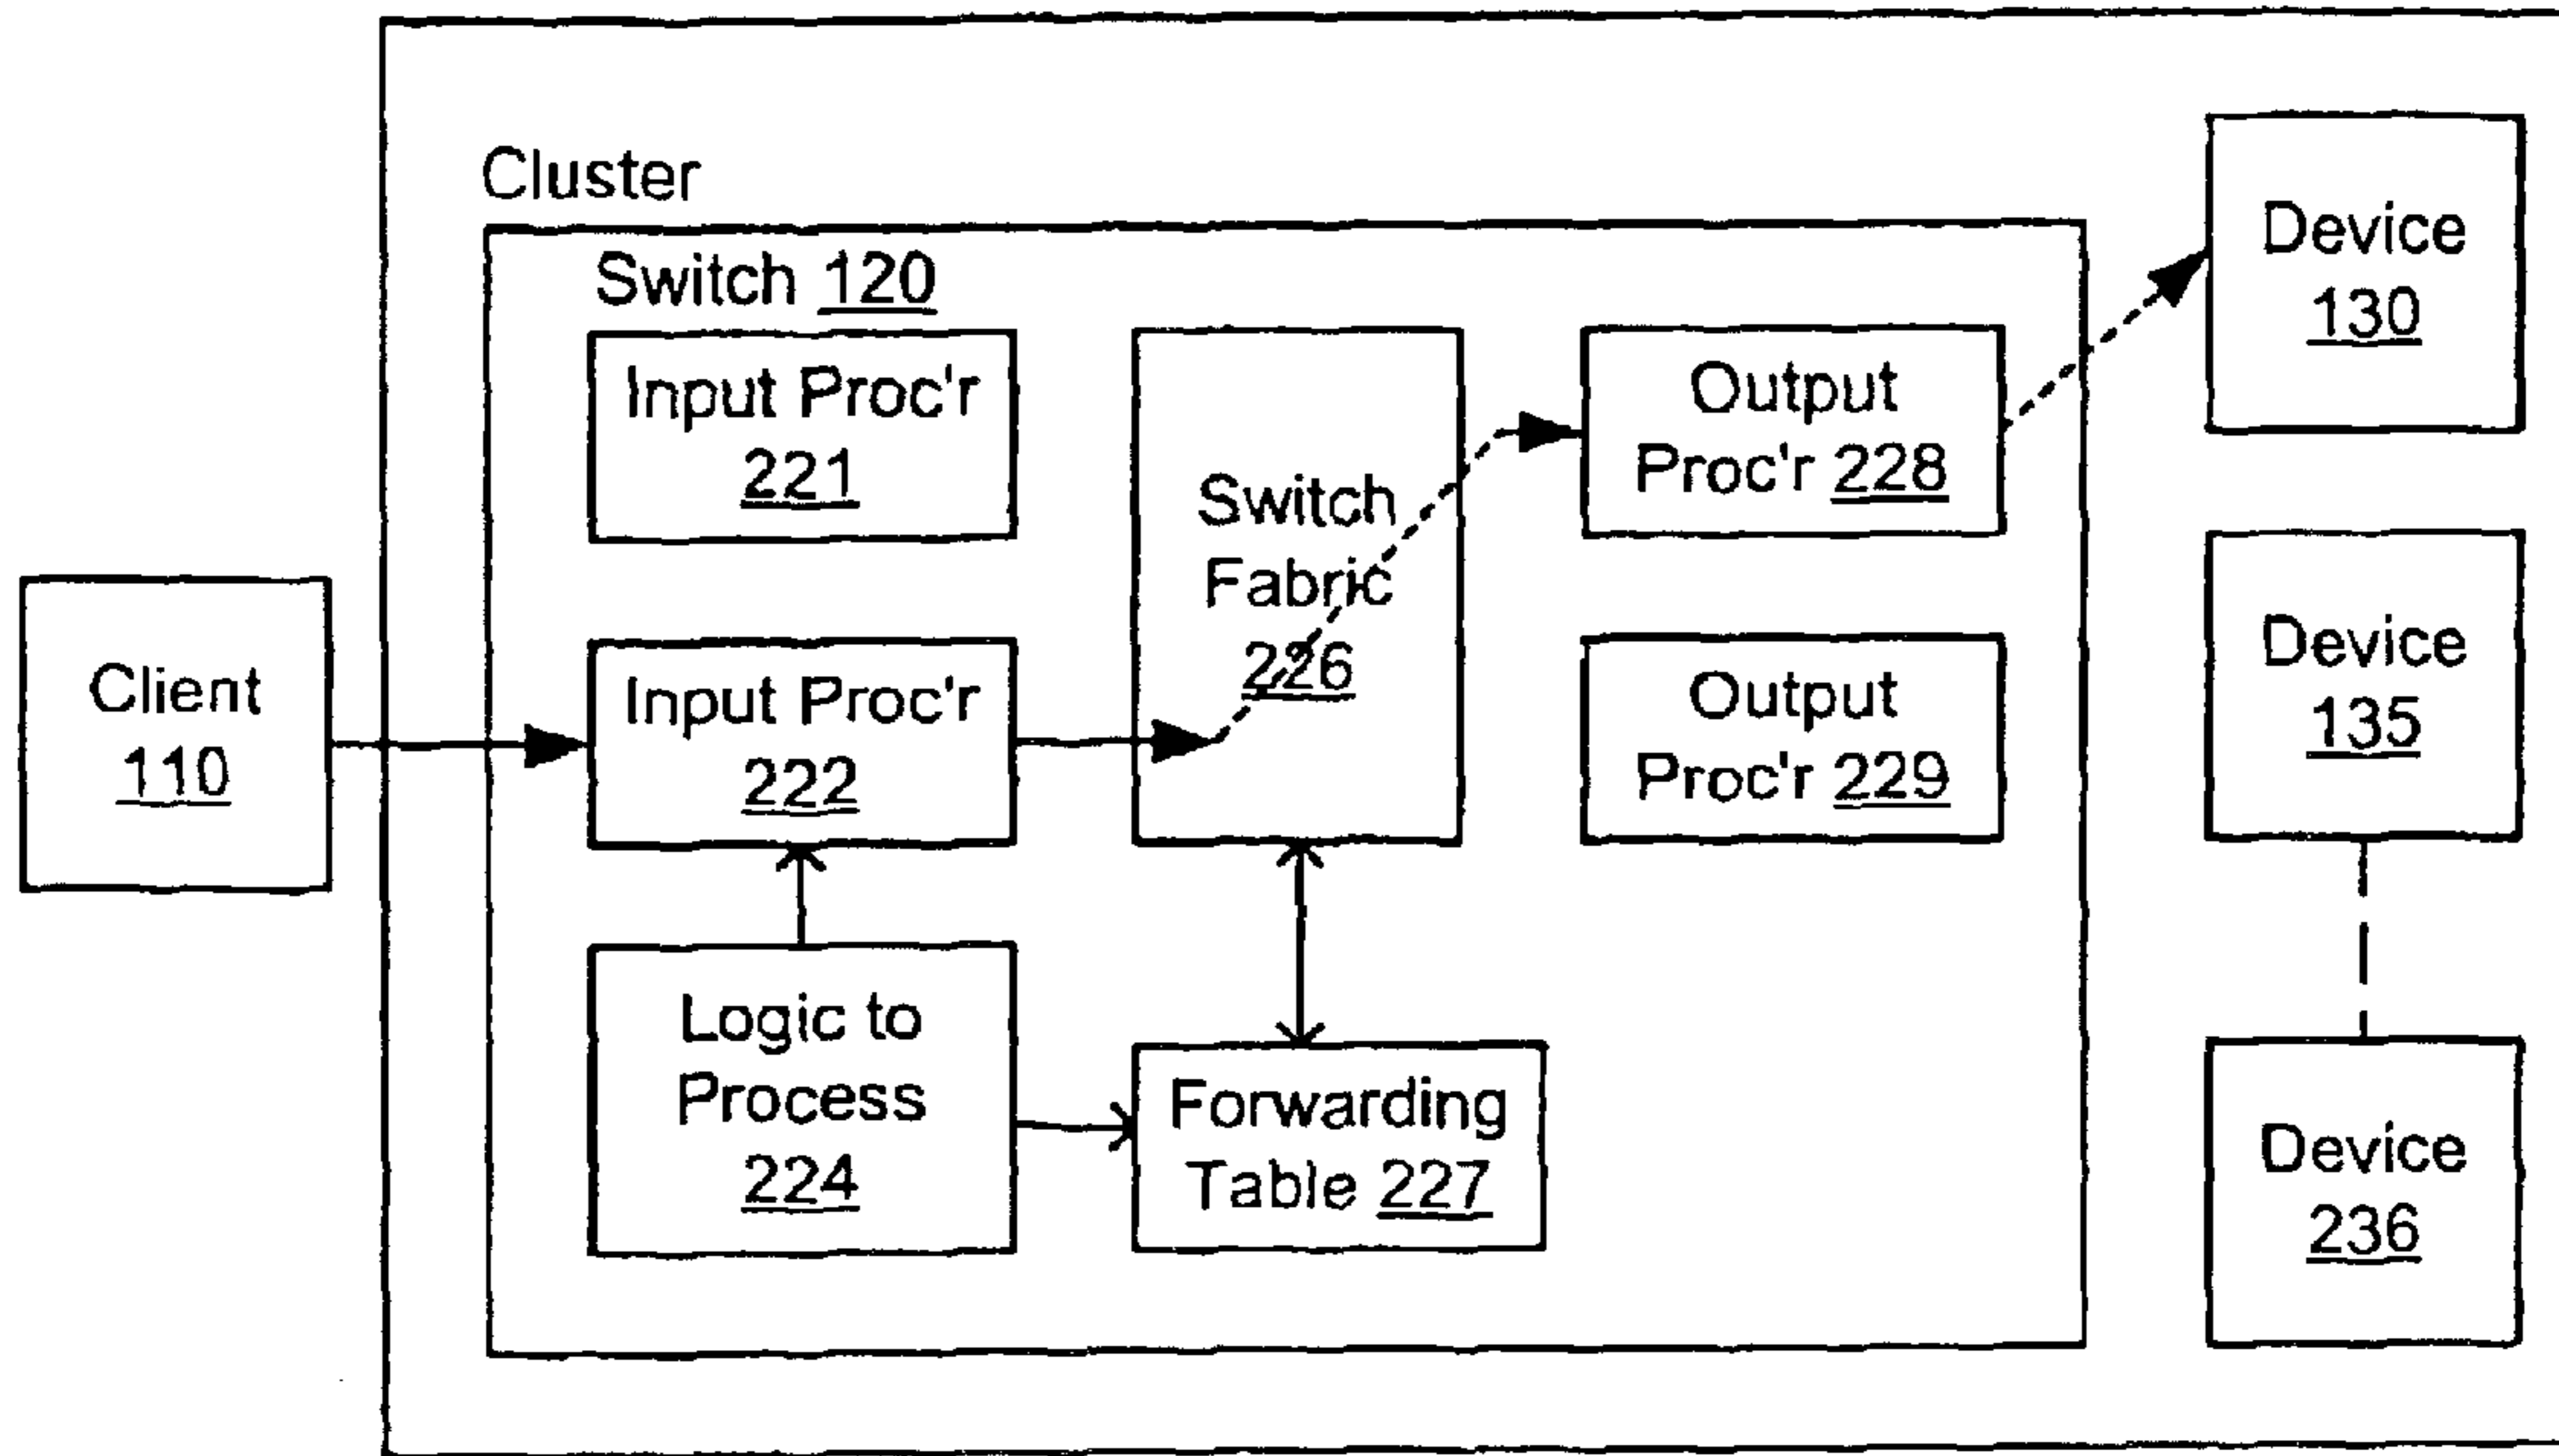 Cluster
Switch 120
Input Proc'r
221
Switch
Fabric
226
Output
Proc'r 228
Device
130
Client
110
Input Proc'r
222
Output
Proc'r 229
Device
135
Logic to
Process
224
Forwarding
Table 227
Device
236